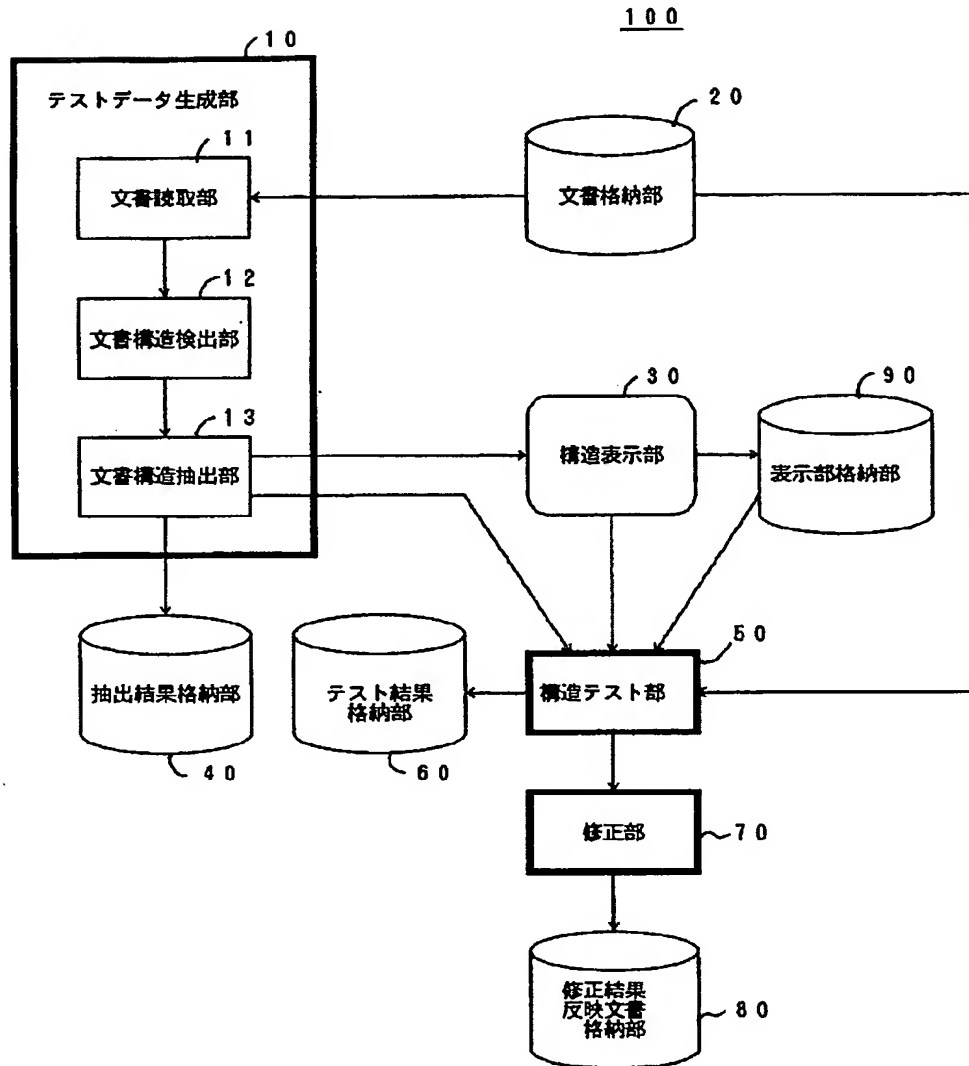 100
10
テストデータ生成部
11
文書読取部
20
文書格納部
12
文書構造検出部
13
文書構造抽出部
30
構造表示部
90
表示部格納部
抽出結果格納部
40
テスト結果
格納部
60
50
構造テスト部
修正部
70
修正結果
反映文書
格納部
80